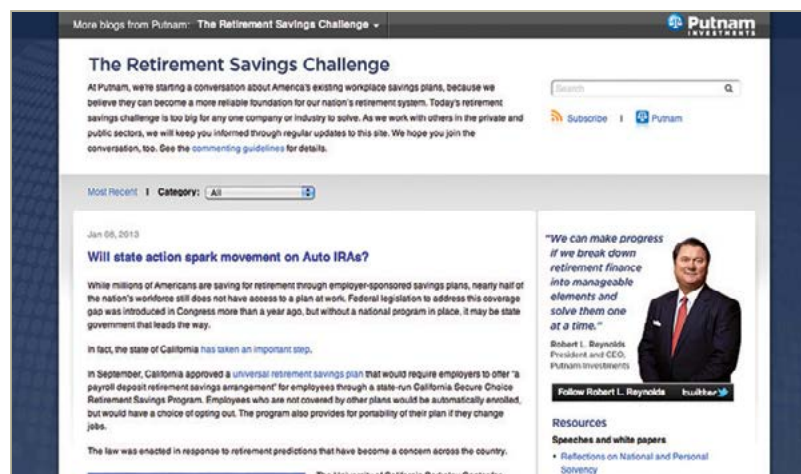 More blogs from Putnam: The Retirement Savings Challenge
Putnam
INVESTMENTS
The Retirement Savings Challenge
At Putnam, we're starting a conversation about America's existing workplace savings plans, because we
believe they can become a more reliable foundation for our nation's retirement system. Today's retirement
savings challenge is too big for any one company or industry to solve. As we work with others in the private and
public sectors, we will keep you informed through regular updates to this site. We hope you join the
conversation, too. See the commenting guidelines for details.
Search
Subscribe | Putnam
Most Recent | Category: All
Jan 08, 2013
Will state action spark movement on Auto IRAs?
While millions of Americans are saving for retirement through employer-sponsored savings plans, nearly half of
the nation's workforce still does not have access to a plan at work. Federal legislation to address this coverage
gap was introduced in Congress more than a year ago, but without a national program in place, it may be state
government that leads the way.
In fact, the state of California has taken an important step.
In September, California approved a universal retirement savings plan that would require employers to offer "a
payroll deposit retirement savings arrangement" for employees through a state-run California Secure Choice
Retirement Savings Program. Employees who are not covered by other plans would be automatically enrolled,
but would have a choice of opting out. The program also provides for portability of their plan if they change
jobs.
The law was enacted in response to retirement predictions that have become a concern across the country.
The University of California Berkeley Center for
"We can make progress
if we break down
retirement finance
into manageable
elements and
solve them one
at a time."
Robert L. Reynolds
President and CEO,
Putnam Investments
Follow Robert L. Reynolds twitter
Resources
Speeches and white papers
• Reflections on National and Personal
Solvency